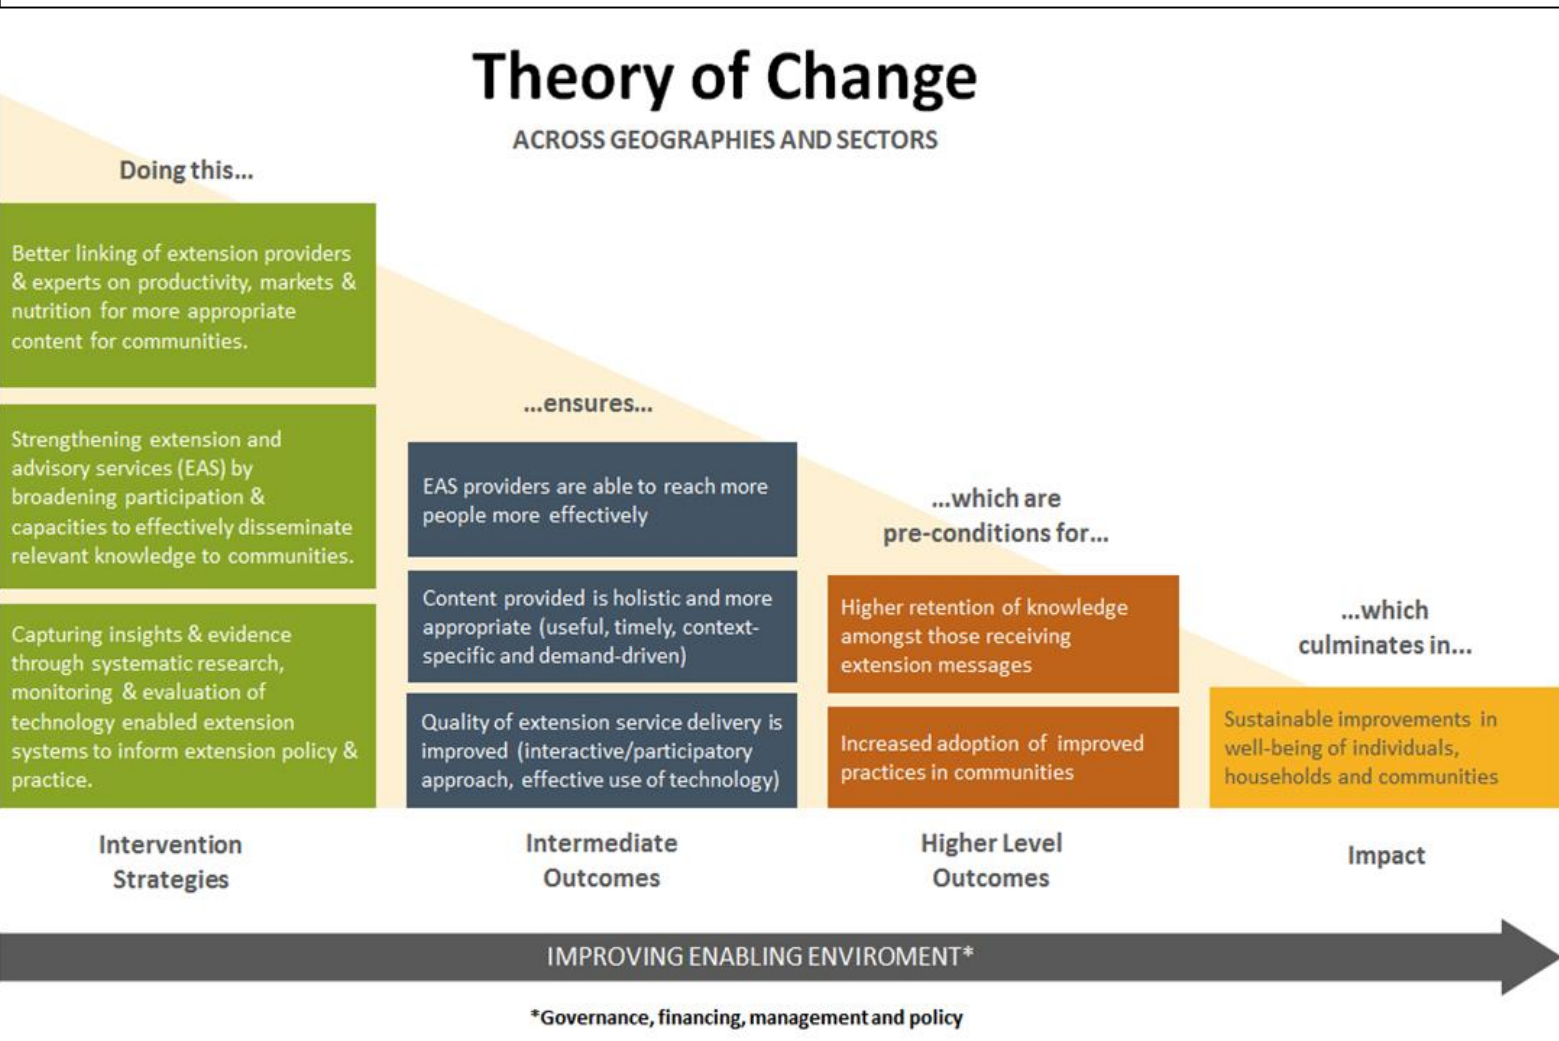 Theory of Change
ACROSS GEOGRAPHIES AND SECTORS
Doing this...
Better linking of extension providers
& experts on productivity, markets &
nutrition for more appropriate
content for communities.
Strengthening extension and
advisory services (EAS) by
broadening participation &
capacities to effectively disseminate
relevant knowledge to communities.
Capturing insights & evidence
through systematic research,
monitoring & evaluation of
technology enabled extension
systems to inform extension policy &
practice.
Intervention
Strategies
...ensures...
EAS providers are able to reach more
people more effectively
Content provided is holistic and more
appropriate (useful, timely, context-
specific and demand-driven)
Quality of extension service delivery is
improved (interactive/participatory
approach, effective use of technology)
Intermediate
Outcomes
...which are
pre-conditions for...
Higher retention of knowledge
amongst those receiving
extension messages
Increased adoption of improved
practices in communities
Higher Level
Outcomes
...which
culminates in...
Sustainable improvements in
well-being of individuals,
households and communities
Impact
IMPROVING ENABLING ENVIROMENT*
*Governance, financing, management and policy